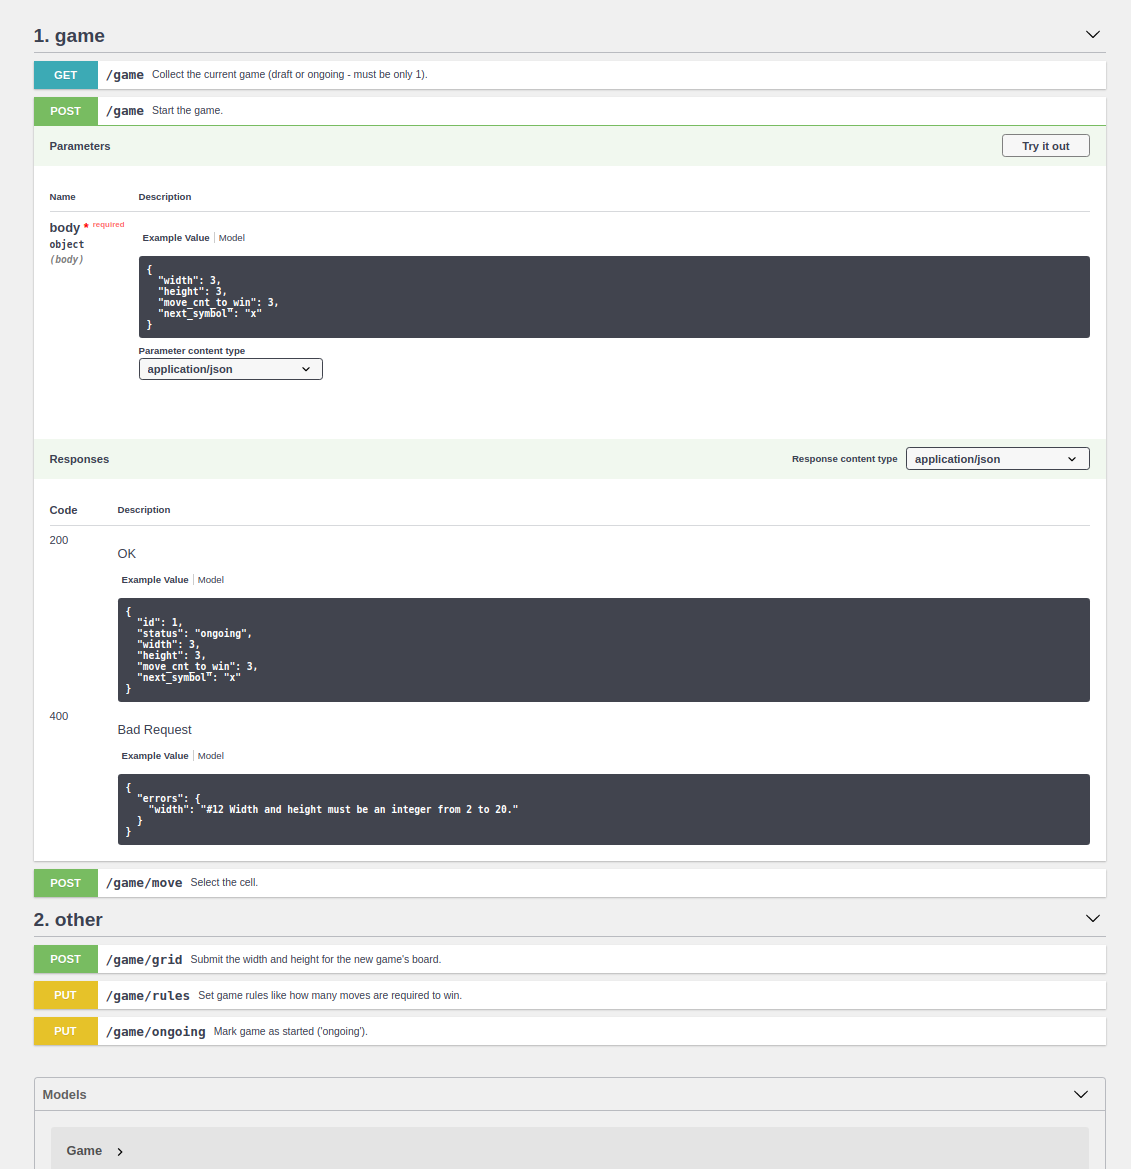 1. game
GET /game Collect the current game (draft or ongoing - must be only 1).
POST /game Start the game.
Parameters Try it out
Name Description
body * required
object
(body)
Example Value Model
{
  "width": 3,
  "height": 3,
  "move_cnt_to_win": 3,
  "next_symbol": "x"
}
Parameter content type
application/json
Responses Response content type application/json
Code Description
200
OK
Example Value Model
{
  "id": 1,
  "status": "ongoing",
  "width": 3,
  "height": 3,
  "move_cnt_to_win": 3,
  "next_symbol": "x"
}
400
Bad Request
Example Value Model
{
  "errors": {
    "width": "#12 Width and height must be an integer from 2 to 20."
  }
}
POST /game/move Select the cell.
2. other
POST /game/grid Submit the width and height for the new game's board.
PUT /game/rules Set game rules like how many moves are required to win.
PUT /game/ongoing Mark game as started ('ongoing').
Models
Game